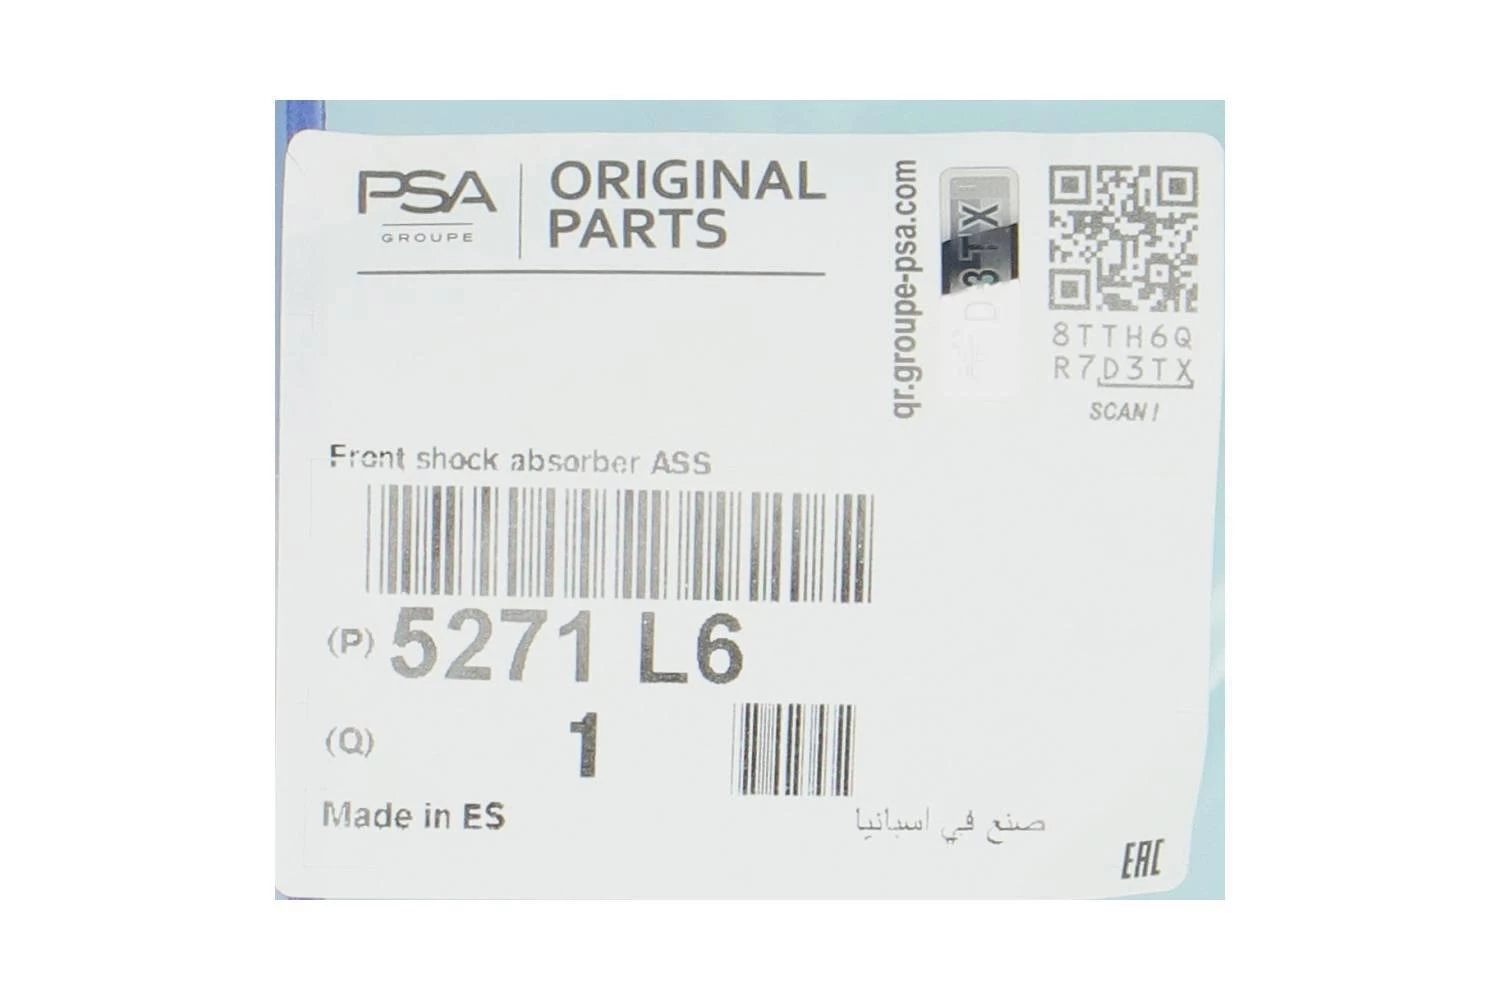 PSA
GROUPE
ORIGINAL
PARTS
qr.groupe-psa.com
D3TX
8TTH6Q
R7D3TX
SCAN!
Front shock absorber ASS
(P) 5271 L6
(Q) 1
Made in ES
صنع في اسبانيا
EAC